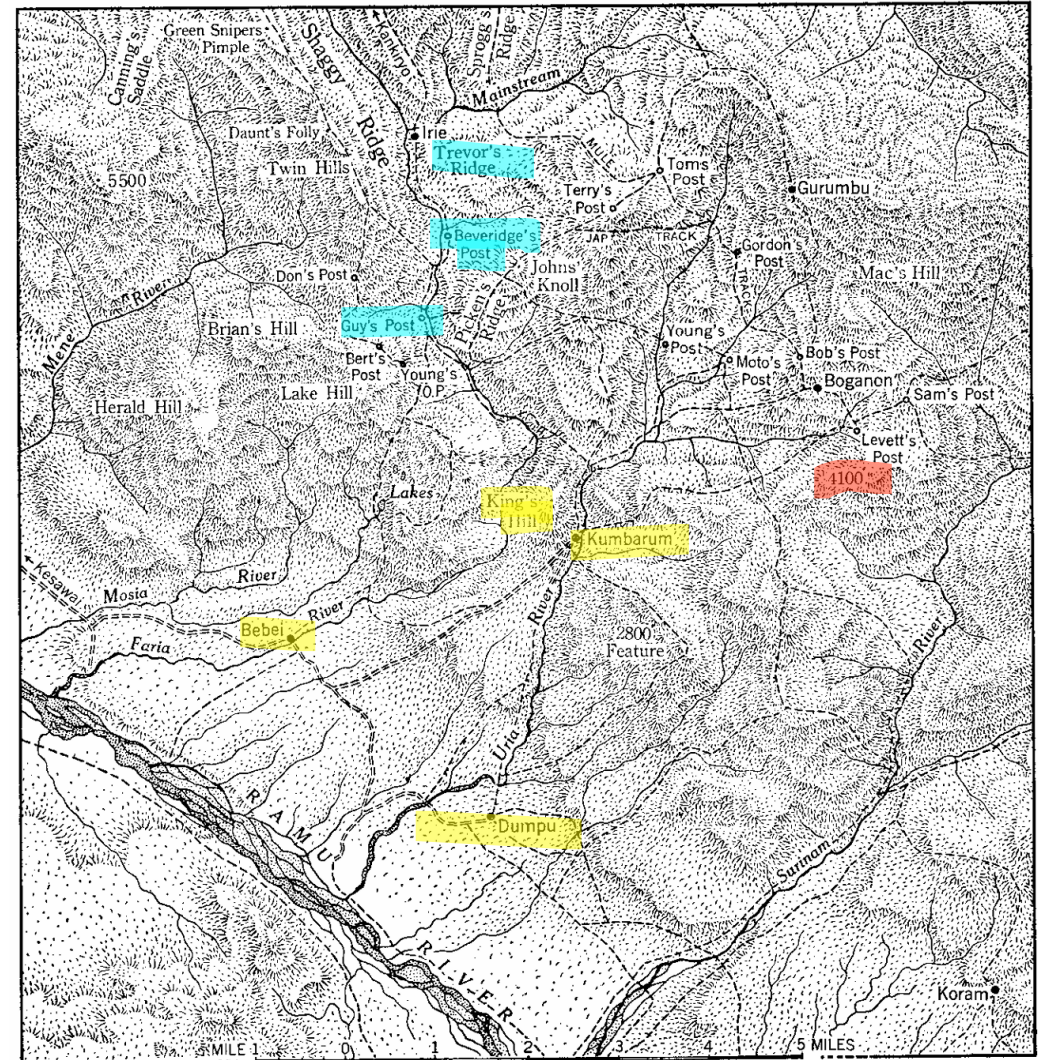 Canning's
Saddle
Green Snipers
Pimple
Shaggy
Ridge
Kankiryo
Sproggs
Ridge
Mainstream
Daunt's Folly
Irie
Trevor's
Ridge
MULE
Toms
Post
Twin Hills
5500
Terry's
Post
Gurumbu
Beveridge's
Post
JAP TRACK
Gordon's
Post
TRACK
Johns'
Knoll
Mac's Hill
Don's Post
River
Mene
Brian's Hill
Guy's Post
Picken's
Ridge
Young's
Post
Bert's
Post
Young's
O.P.
Moto's
Post
Bob's Post
Boganon
Sam's Post
Herald Hill
Lake Hill
Levett's
Post
4100
Lakes
King's
Hill
Kumbarum
Kesawai
Mosia
River
River
Bebei
Faria
2800
Feature
River
River
Uria
Dumpu
RAMU
RIVER
Surinam
Koram
MILE 1 0 1 2 3 4 5 MILES